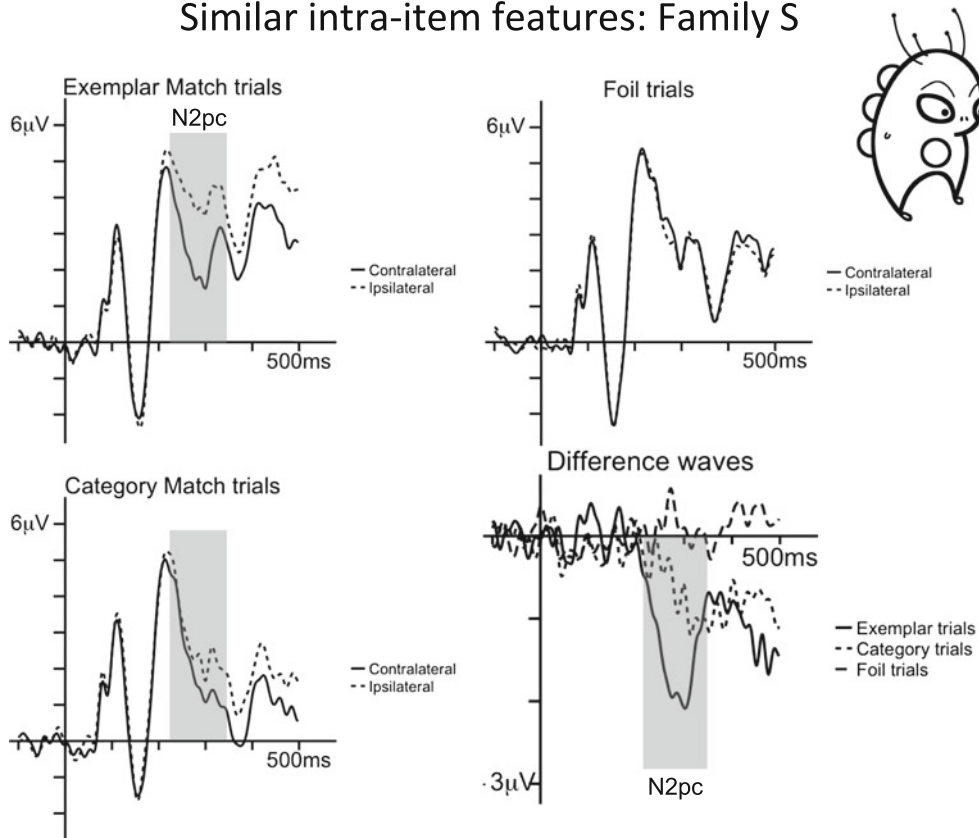 Similar intra-item features: Family S
Exemplar Match trials
N2pc
6μV
500ms
Contralateral
Ipsilateral
Foil trials
6μV
500ms
Contralateral
Ipsilateral
Category Match trials
6μV
500ms
Contralateral
Ipsilateral
Difference waves
500ms
Exemplar trials
Category trials
Foil trials
-3μV
N2pc